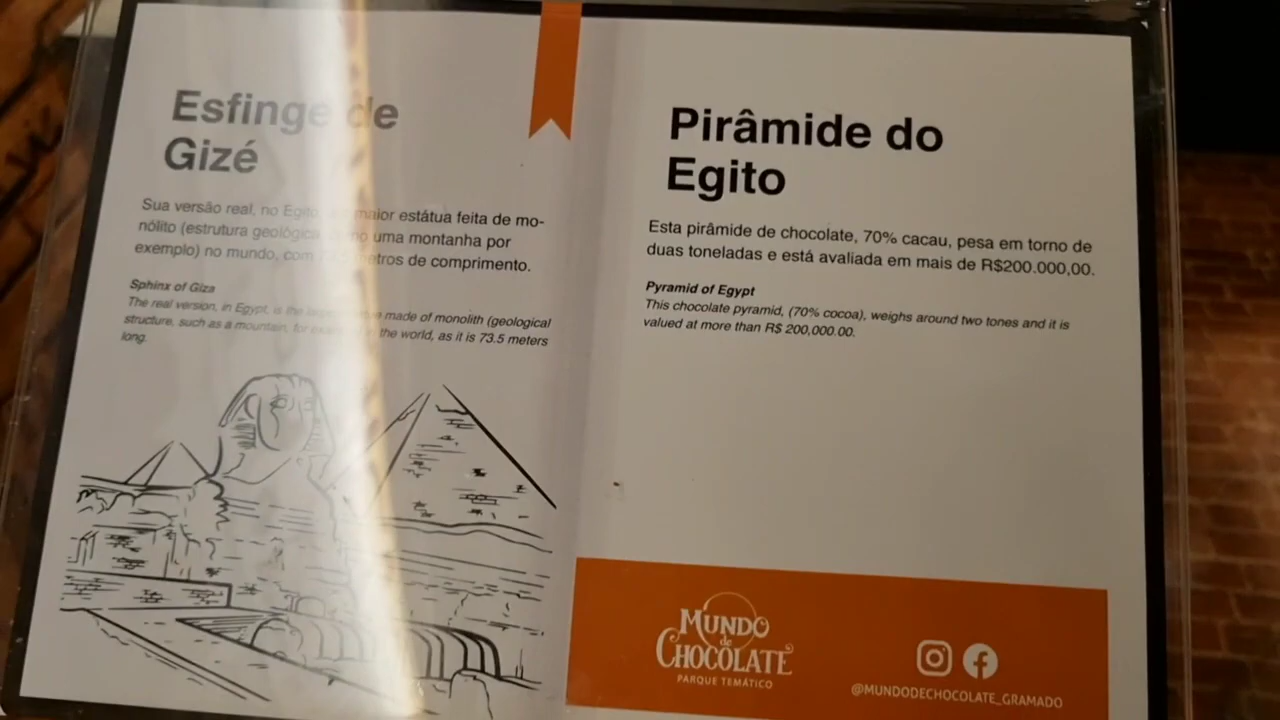 Esfinge de
Gizé
Sua versão real, no Egito, maior estátua feita de mo-
nólito (estrutura geológica, como uma montanha por
exemplo) no mundo, com metros de comprimento.
Sphinx of Giza
The real version, in Egypt, is the made of monolith (geological
structure, such as a mountain, for example) in the world, as it is 73.5 meters
long.
Pirâmide do
Egito
Esta pirâmide de chocolate, 70% cacau, pesa em torno de
duas toneladas e está avaliada em mais de R$200.000,00.
Pyramid of Egypt
This chocolate pyramid, (70% cocoa), weighs around two tones and it is
valued at more than R$ 200,000.00.
MUNDO
de
CHOCOLATE
PARQUE TEMÁTICO
@MUNDODECHOCOLATE_GRAMADO